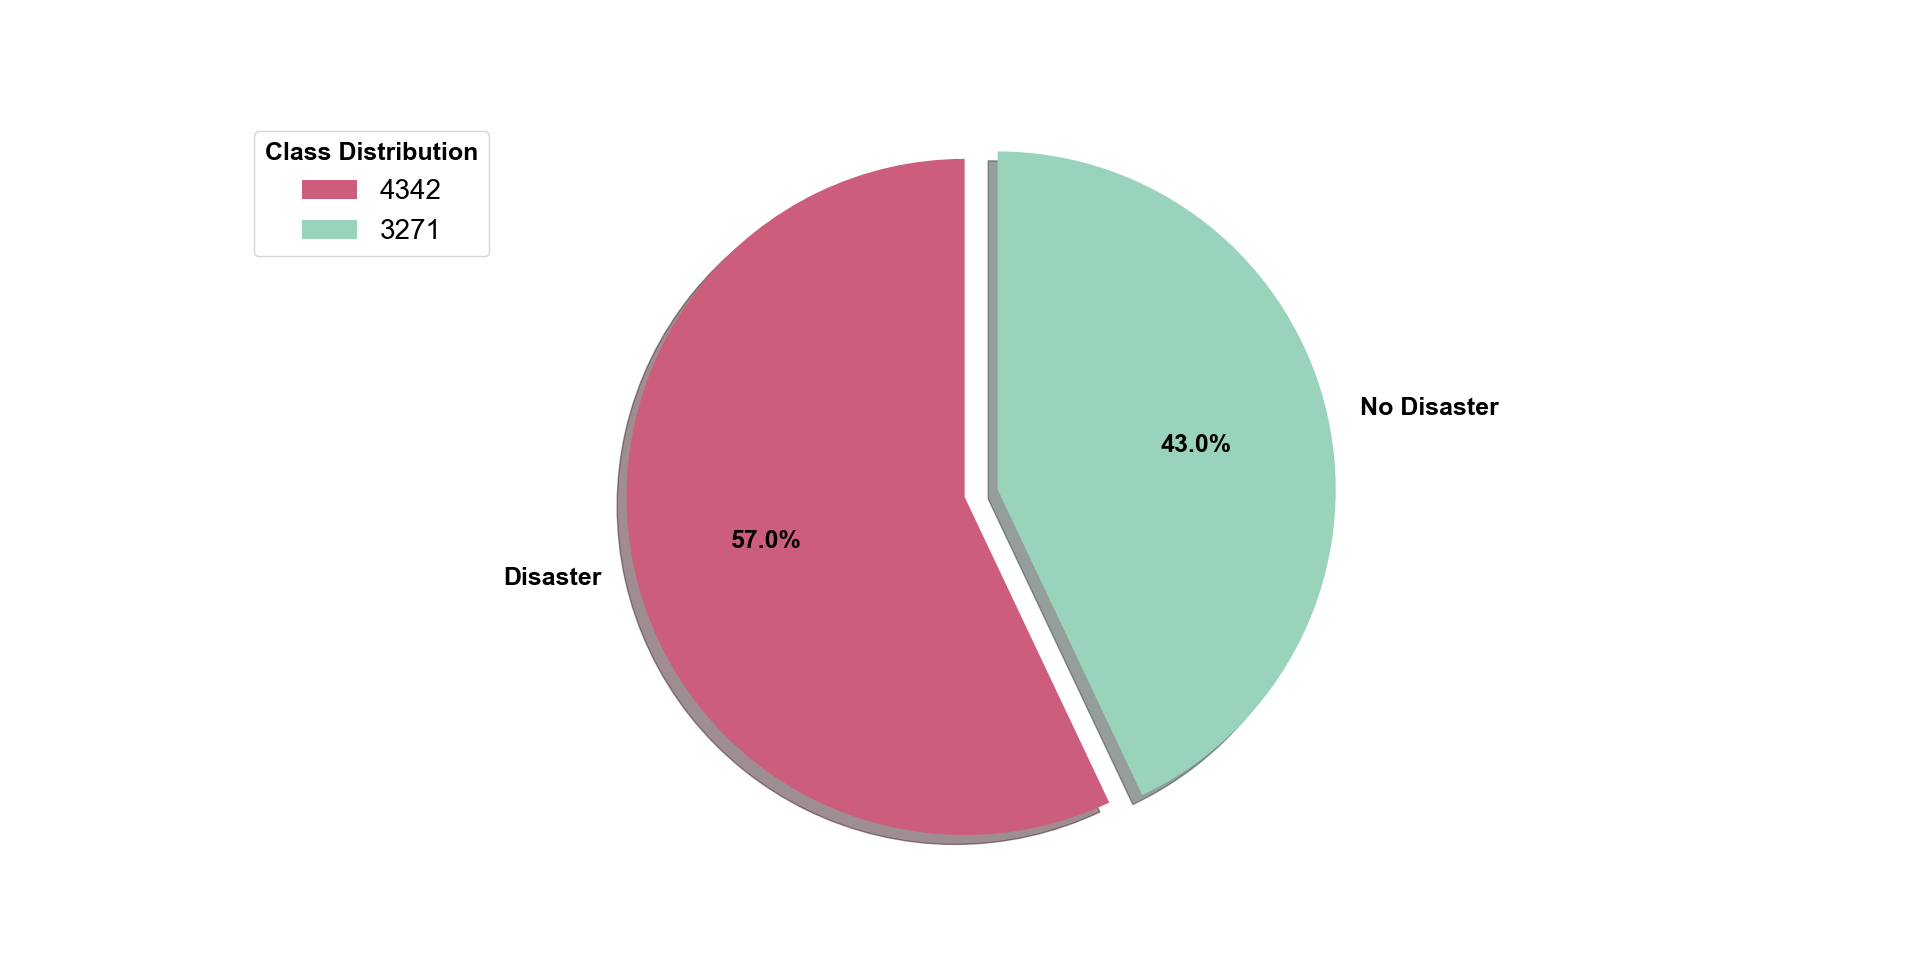 Class Distribution
4342
3271
No Disaster
43.0%
57.0%
Disaster